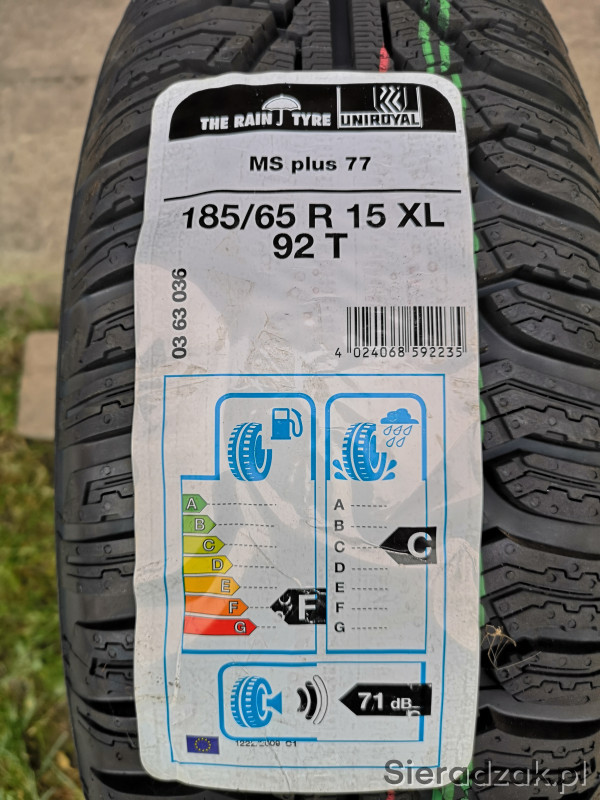 THE RAIN TYRE UNIROYAL
MS plus 77
185/65 R 15 XL
92 T
03 63 036
4 024068 592235
A
B
C
D
E
F
G
F
A
B
C
D
E
F
G
C
71 dB
Sieradzak.pl